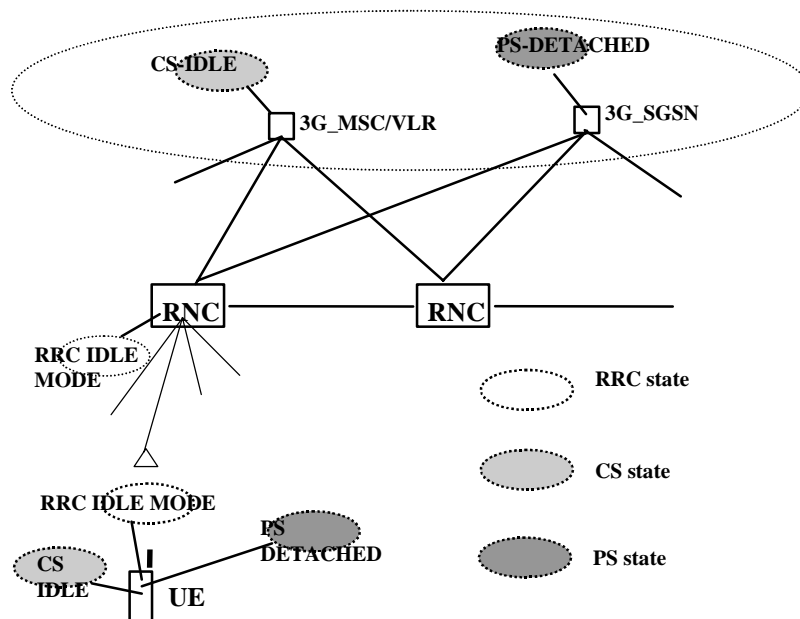 CS-IDLE
PS-DETACHED
3G_MSC/VLR
3G_SGSN
RNC
RNC
RRC IDLE
MODE
RRC state
CS state
RRC IDLE MODE
PS
DETACHED
CS
IDLE
UE
PS state